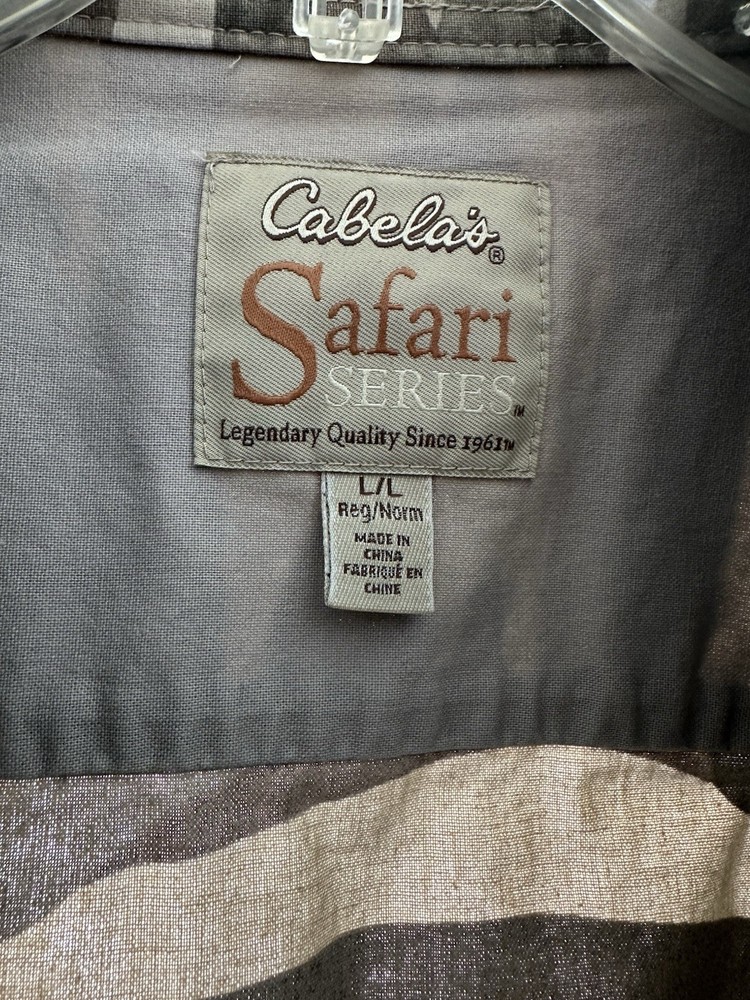 Cabela's®
Safari
SERIES™
Legendary Quality Since 1961™
L/L
Reg/Norm
MADE IN
CHINA
FABRIQUÉ EN
CHINE